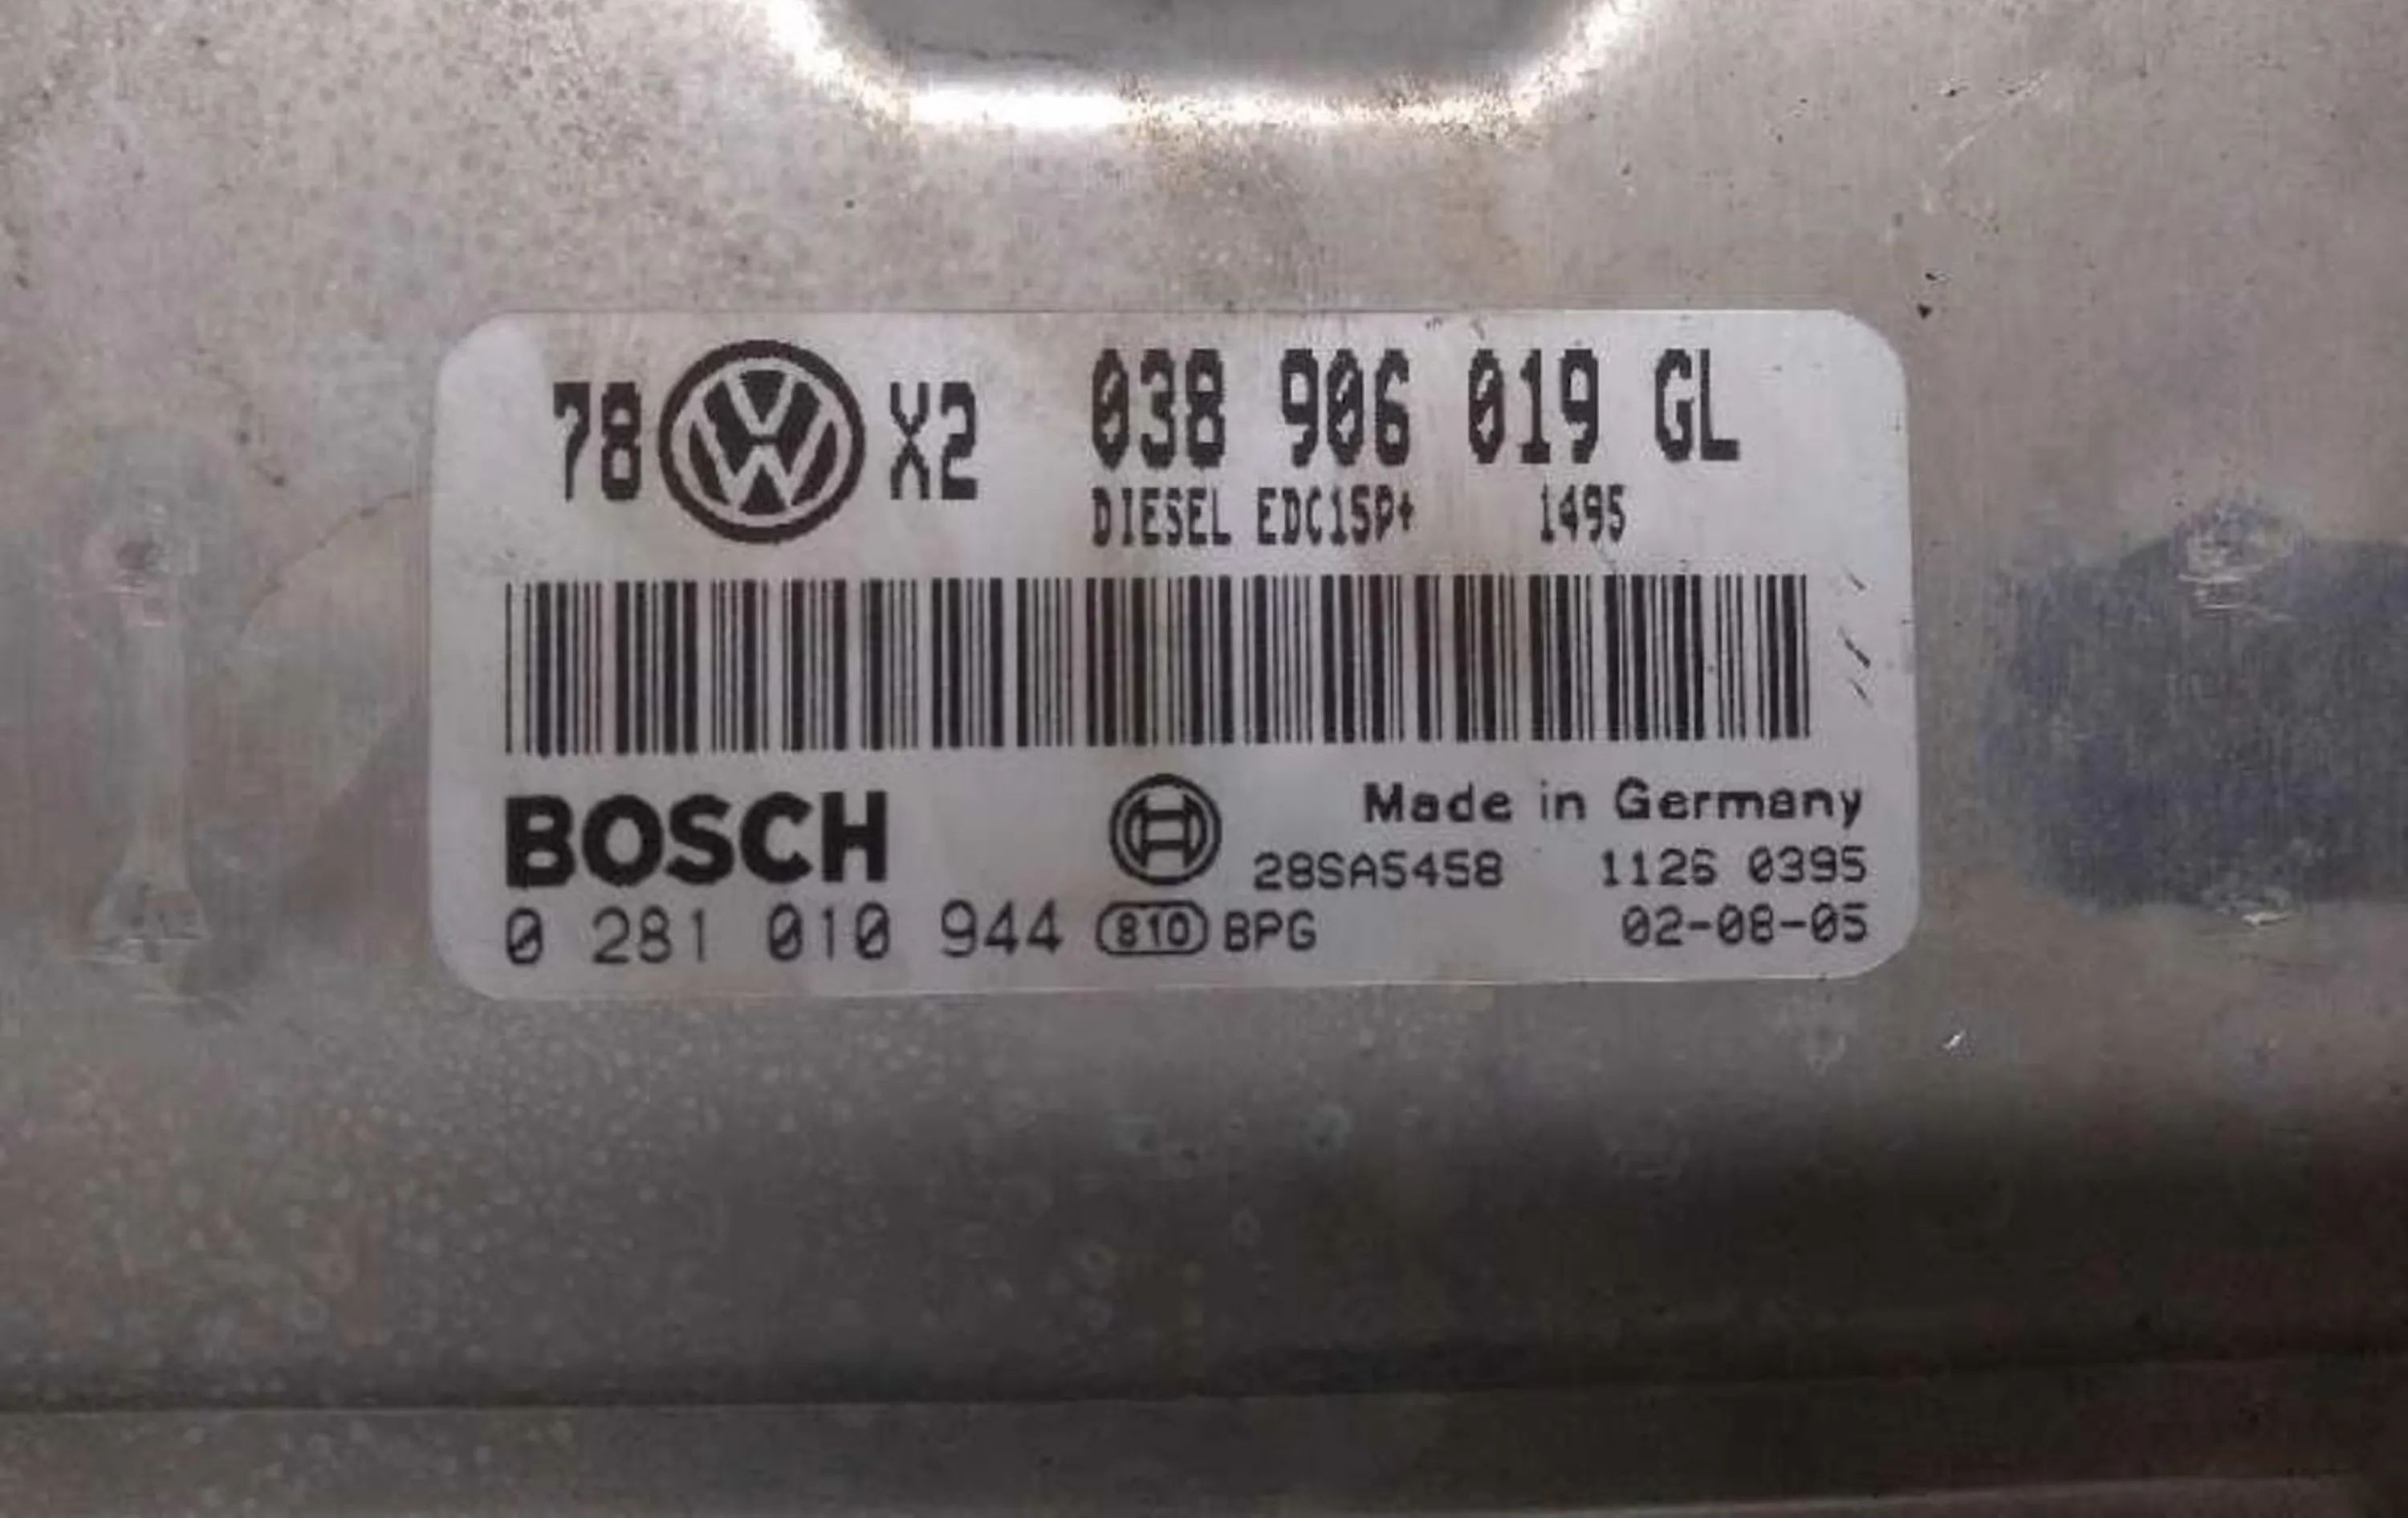 78 VW X2 038 906 019 GL
DIESEL EDC15P+ 1495
BOSCH Made in Germany
28SA5458 1126 0395
0 281 010 944 810 BPG 02-08-05